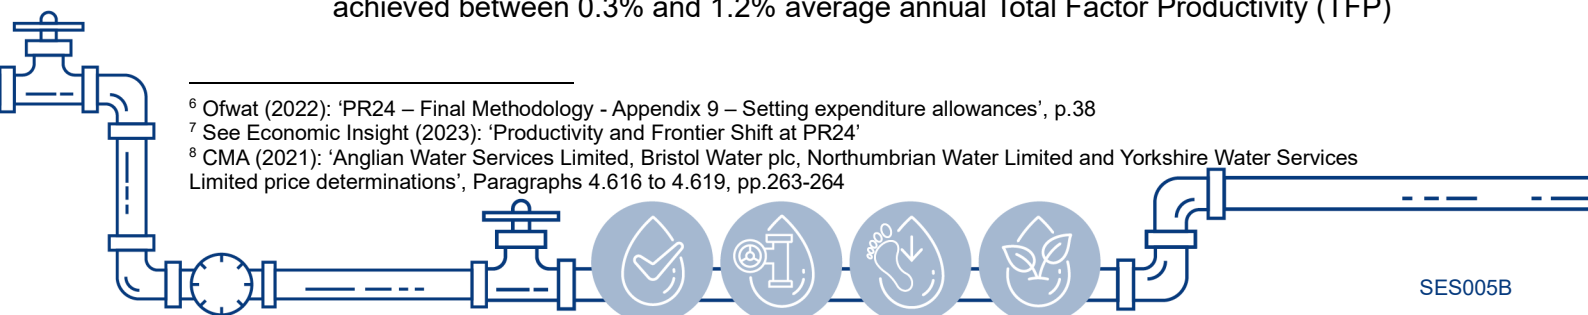 achieved between 0.3% and 1.2% average annual Total Factor Productivity (TFP)
6 Ofwat (2022): ‘PR24 – Final Methodology - Appendix 9 – Setting expenditure allowances’, p.38
7 See Economic Insight (2023): ‘Productivity and Frontier Shift at PR24’
8 CMA (2021): ‘Anglian Water Services Limited, Bristol Water plc, Northumbrian Water Limited and Yorkshire Water Services
Limited price determinations’, Paragraphs 4.616 to 4.619, pp.263-264
SES005B